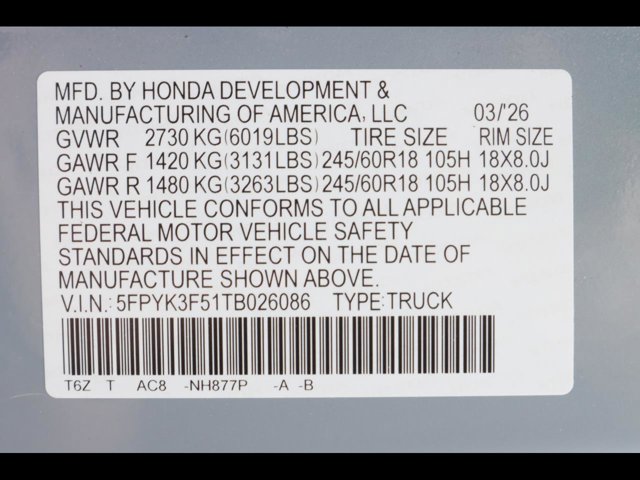 MFD. BY HONDA DEVELOPMENT &
MANUFACTURING OF AMERICA, LLC 03/'26
GVWR 2730 KG(6019LBS) TIRE SIZE RIM SIZE
GAWR F 1420 KG(3131LBS) 245/60R18 105H 18X8.0J
GAWR R 1480 KG(3263LBS) 245/60R18 105H 18X8.0J
THIS VEHICLE CONFORMS TO ALL APPLICABLE
FEDERAL MOTOR VEHICLE SAFETY
STANDARDS IN EFFECT ON THE DATE OF
MANUFACTURE SHOWN ABOVE.
V.I.N.: 5FPYK3F51TB026086 TYPE:TRUCK
T6Z T AC8 -NH877P -A -B